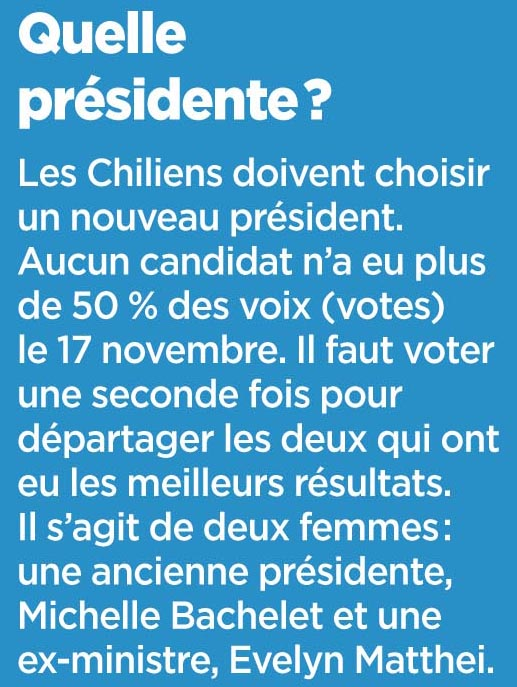 Quelle
présidente ?
Les Chiliens doivent choisir
un nouveau président.
Aucun candidat n’a eu plus
de 50 % des voix (votes)
le 17 novembre. Il faut voter
une seconde fois pour
départager les deux qui ont
eu les meilleurs résultats.
Il s’agit de deux femmes :
une ancienne présidente,
Michelle Bachelet et une
ex-ministre, Evelyn Matthei.